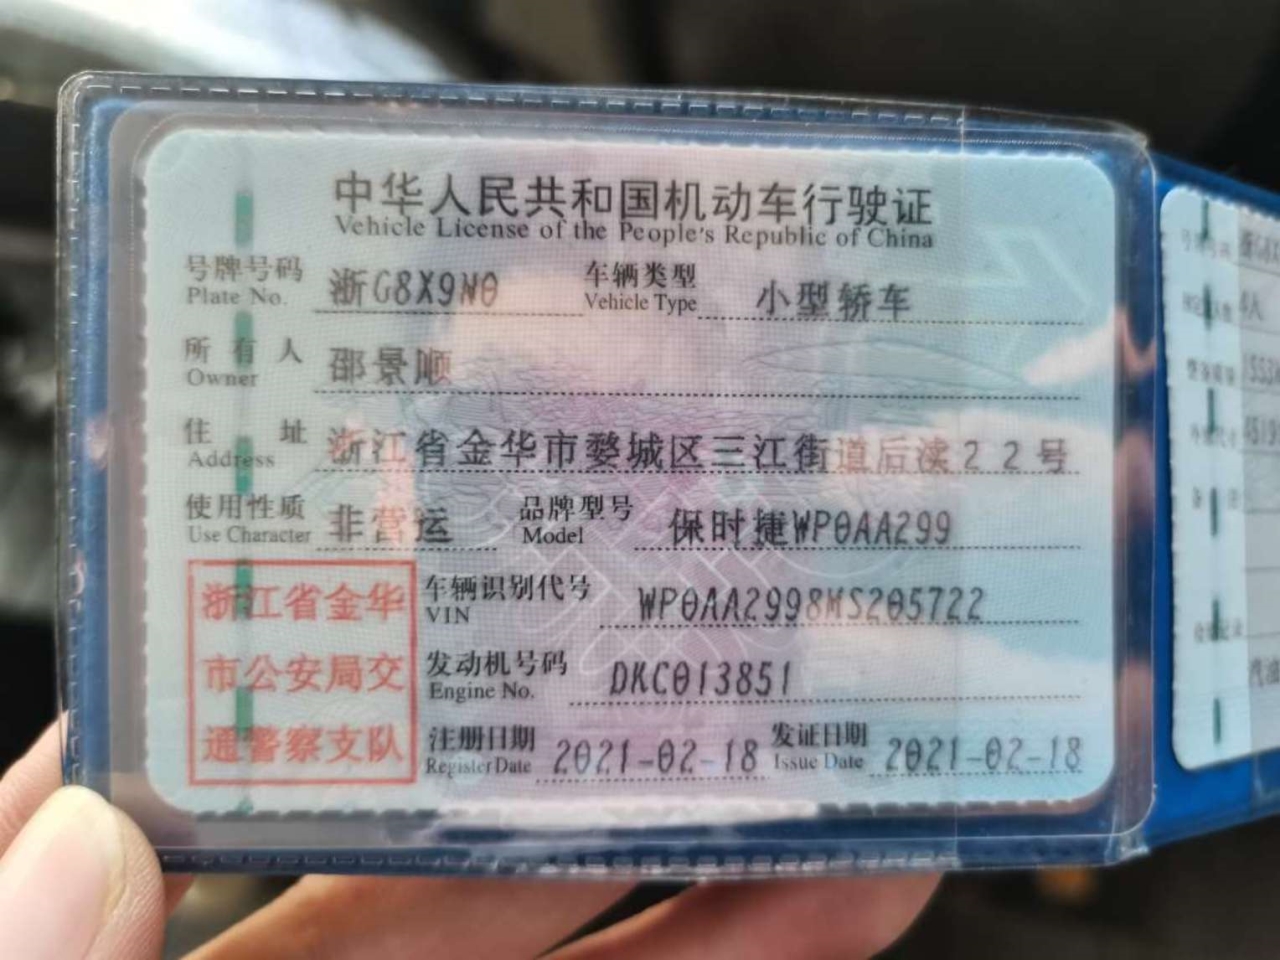 中华人民共和国机动车行驶证
Vehicle License of the People's Republic of China
号牌号码 浙G8X9N0 车辆类型 小型轿车
Plate No. Vehicle Type
所有人 邵景顺
Owner
住址 浙江省金华市婺城区三江街道后渎22号
Address
使用性质 非营运 品牌型号 保时捷WP0AA299
Use Character Model
浙江省金华
市公安局交
通警察支队
车辆识别代号 WP0AA2998MS205722
VIN
发动机号码 DKC013851
Engine No.
注册日期 2021-02-18 发证日期 2021-02-18
Register Date Issue Date